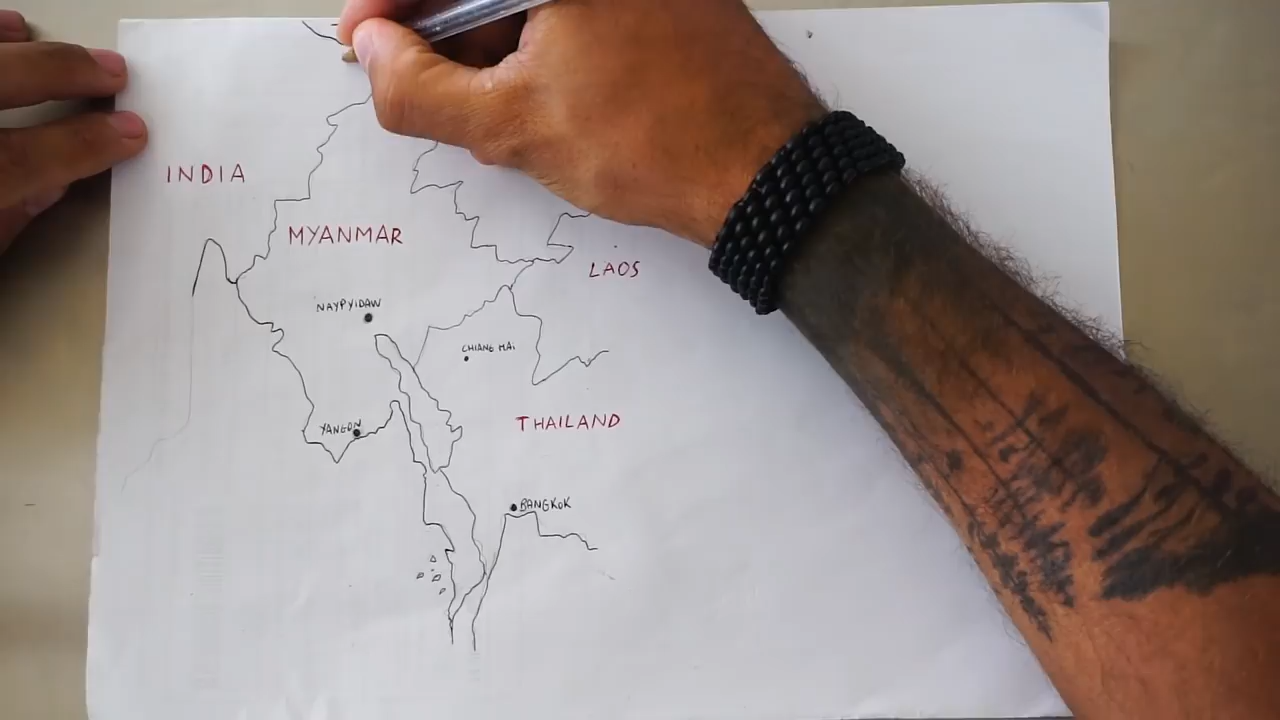 INDIA
MYANMAR
LAOS
NAYPYIDAW
CHIANG MAI
THAILAND
YANGON
BANGKOK